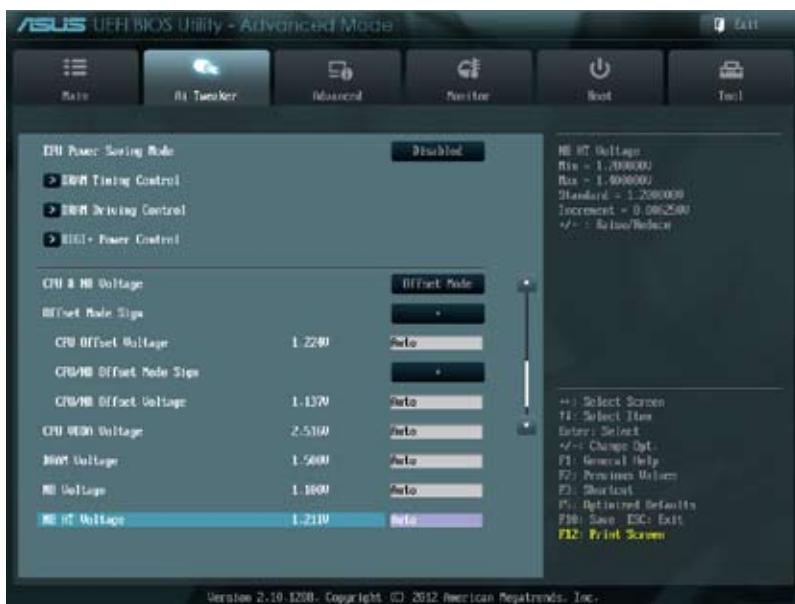 ASUS UEFI BIOS Utility - Advanced Mode
Exit
Main
Ai Tweaker
Advanced
Monitor
Boot
Tool
EPU Power Saving Mode Disabled
> DRAM Timing Control
> DRAM Driving Control
> DIGI+ Power Control
CPU & NB Voltage Offset Mode
Offset Mode Sign +
CPU Offset Voltage 1.224V Auto
CPU/NB Offset Mode Sign +
CPU/NB Offset Voltage 1.137V Auto
CPU VDDA Voltage 2.516V Auto
DRAM Voltage 1.500V Auto
NB Voltage 1.100V Auto
NB HT Voltage 1.211V Auto
NB HT Voltage
Min = 1.200000V
Max = 1.400000V
Standard = 1.200000V
Increment = 0.006250V
+/- : Raise/Reduce
→←: Select Screen
↑↓: Select Item
Enter: Select
+/-: Change Opt.
F1: General Help
F2: Previous Values
F3: Shortcut
F5: Optimized Defaults
F10: Save ESC: Exit
F12: Print Screen
Version 2.10.1208. Copyright (C) 2012 American Megatrends, Inc.